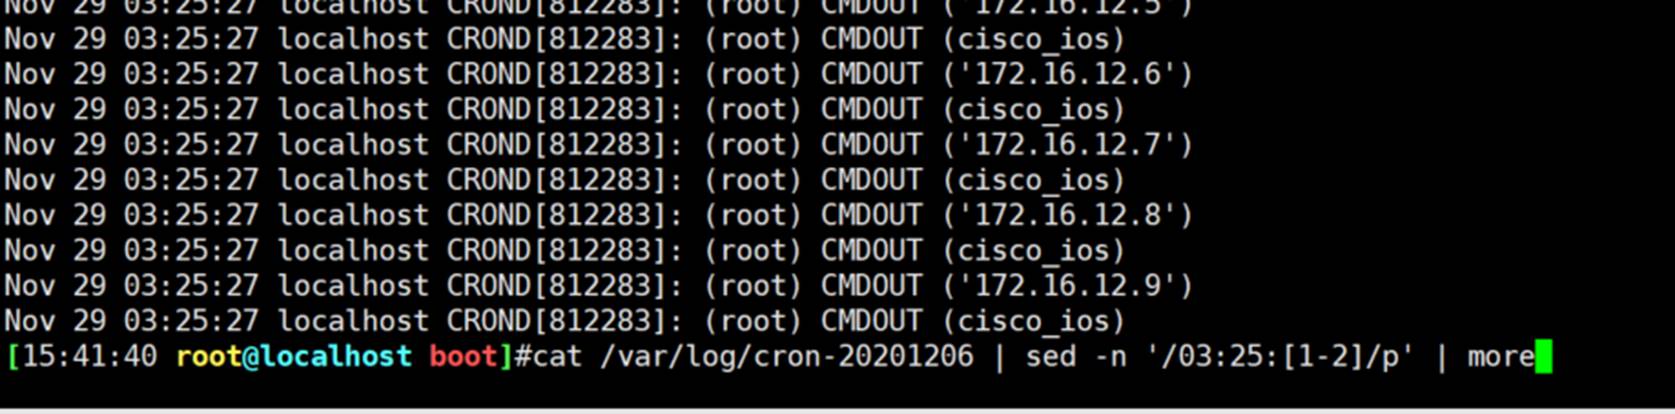 Nov 29 03:25:27 localhost CROND[812283]: (root) CMDOUT ('172.16.12.5')
Nov 29 03:25:27 localhost CROND[812283]: (root) CMDOUT (cisco_ios)
Nov 29 03:25:27 localhost CROND[812283]: (root) CMDOUT ('172.16.12.6')
Nov 29 03:25:27 localhost CROND[812283]: (root) CMDOUT (cisco_ios)
Nov 29 03:25:27 localhost CROND[812283]: (root) CMDOUT ('172.16.12.7')
Nov 29 03:25:27 localhost CROND[812283]: (root) CMDOUT (cisco_ios)
Nov 29 03:25:27 localhost CROND[812283]: (root) CMDOUT ('172.16.12.8')
Nov 29 03:25:27 localhost CROND[812283]: (root) CMDOUT (cisco_ios)
Nov 29 03:25:27 localhost CROND[812283]: (root) CMDOUT ('172.16.12.9')
Nov 29 03:25:27 localhost CROND[812283]: (root) CMDOUT (cisco_ios)
[15:41:40 root@localhost boot]#cat /var/log/cron-20201206 | sed -n '/03:25:[1-2]/p' | more